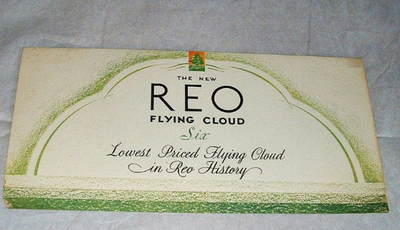 THE NEW
REO
FLYING CLOUD
Six
Lowest Priced Flying Cloud
in Reo History